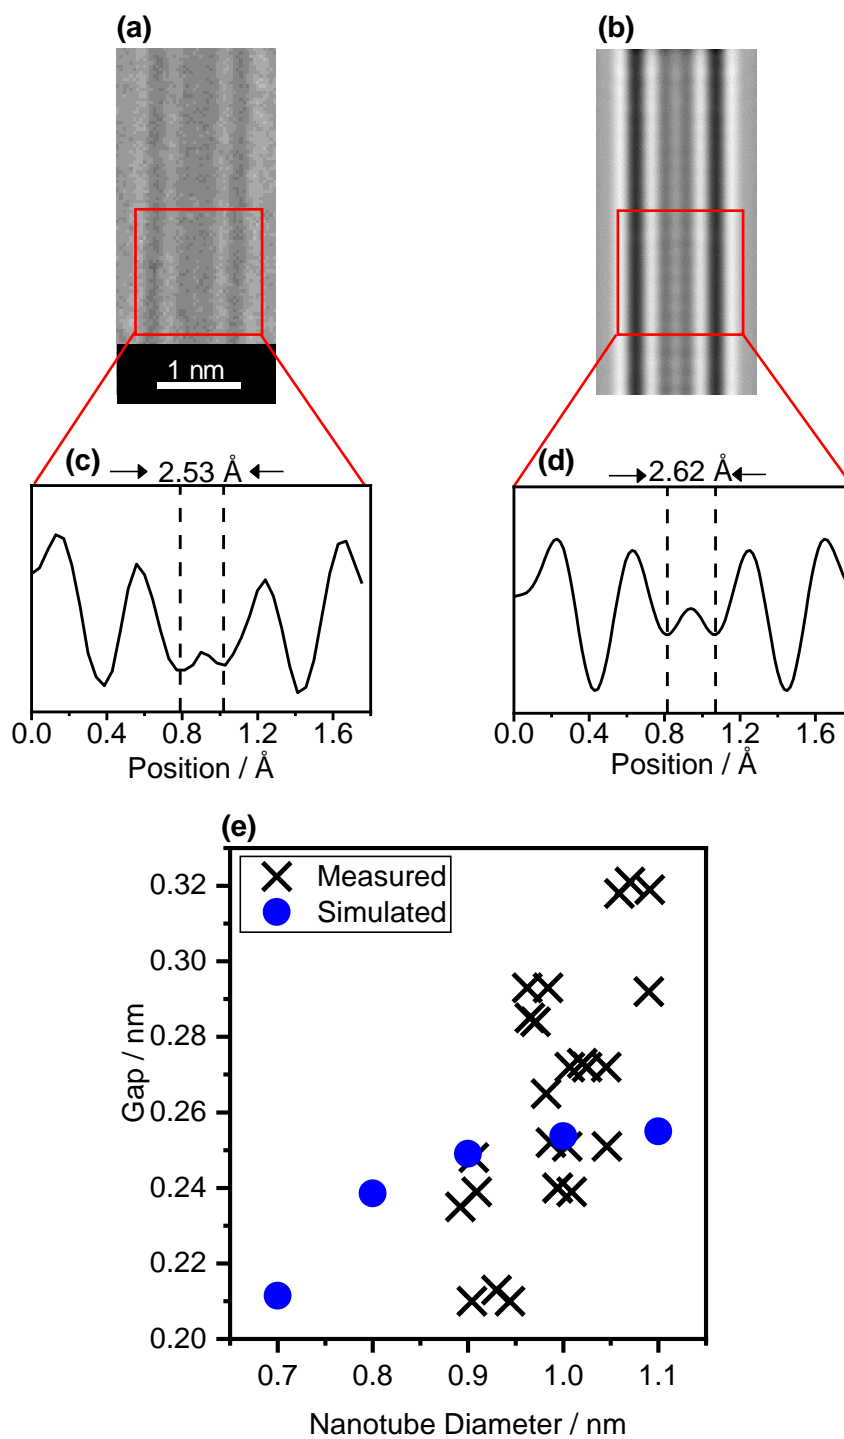 (a)
(b)
1 nm
(c)
2.53 Å
(d)
2.62 Å
0.0 0.4 0.8 1.2 1.6
Position / Å
0.0 0.4 0.8 1.2 1.6
Position / Å
(e)
Measured
Simulated
0.32
0.30
0.28
0.26
0.24
0.22
0.20
Gap / nm
0.7 0.8 0.9 1.0 1.1
Nanotube Diameter / nm